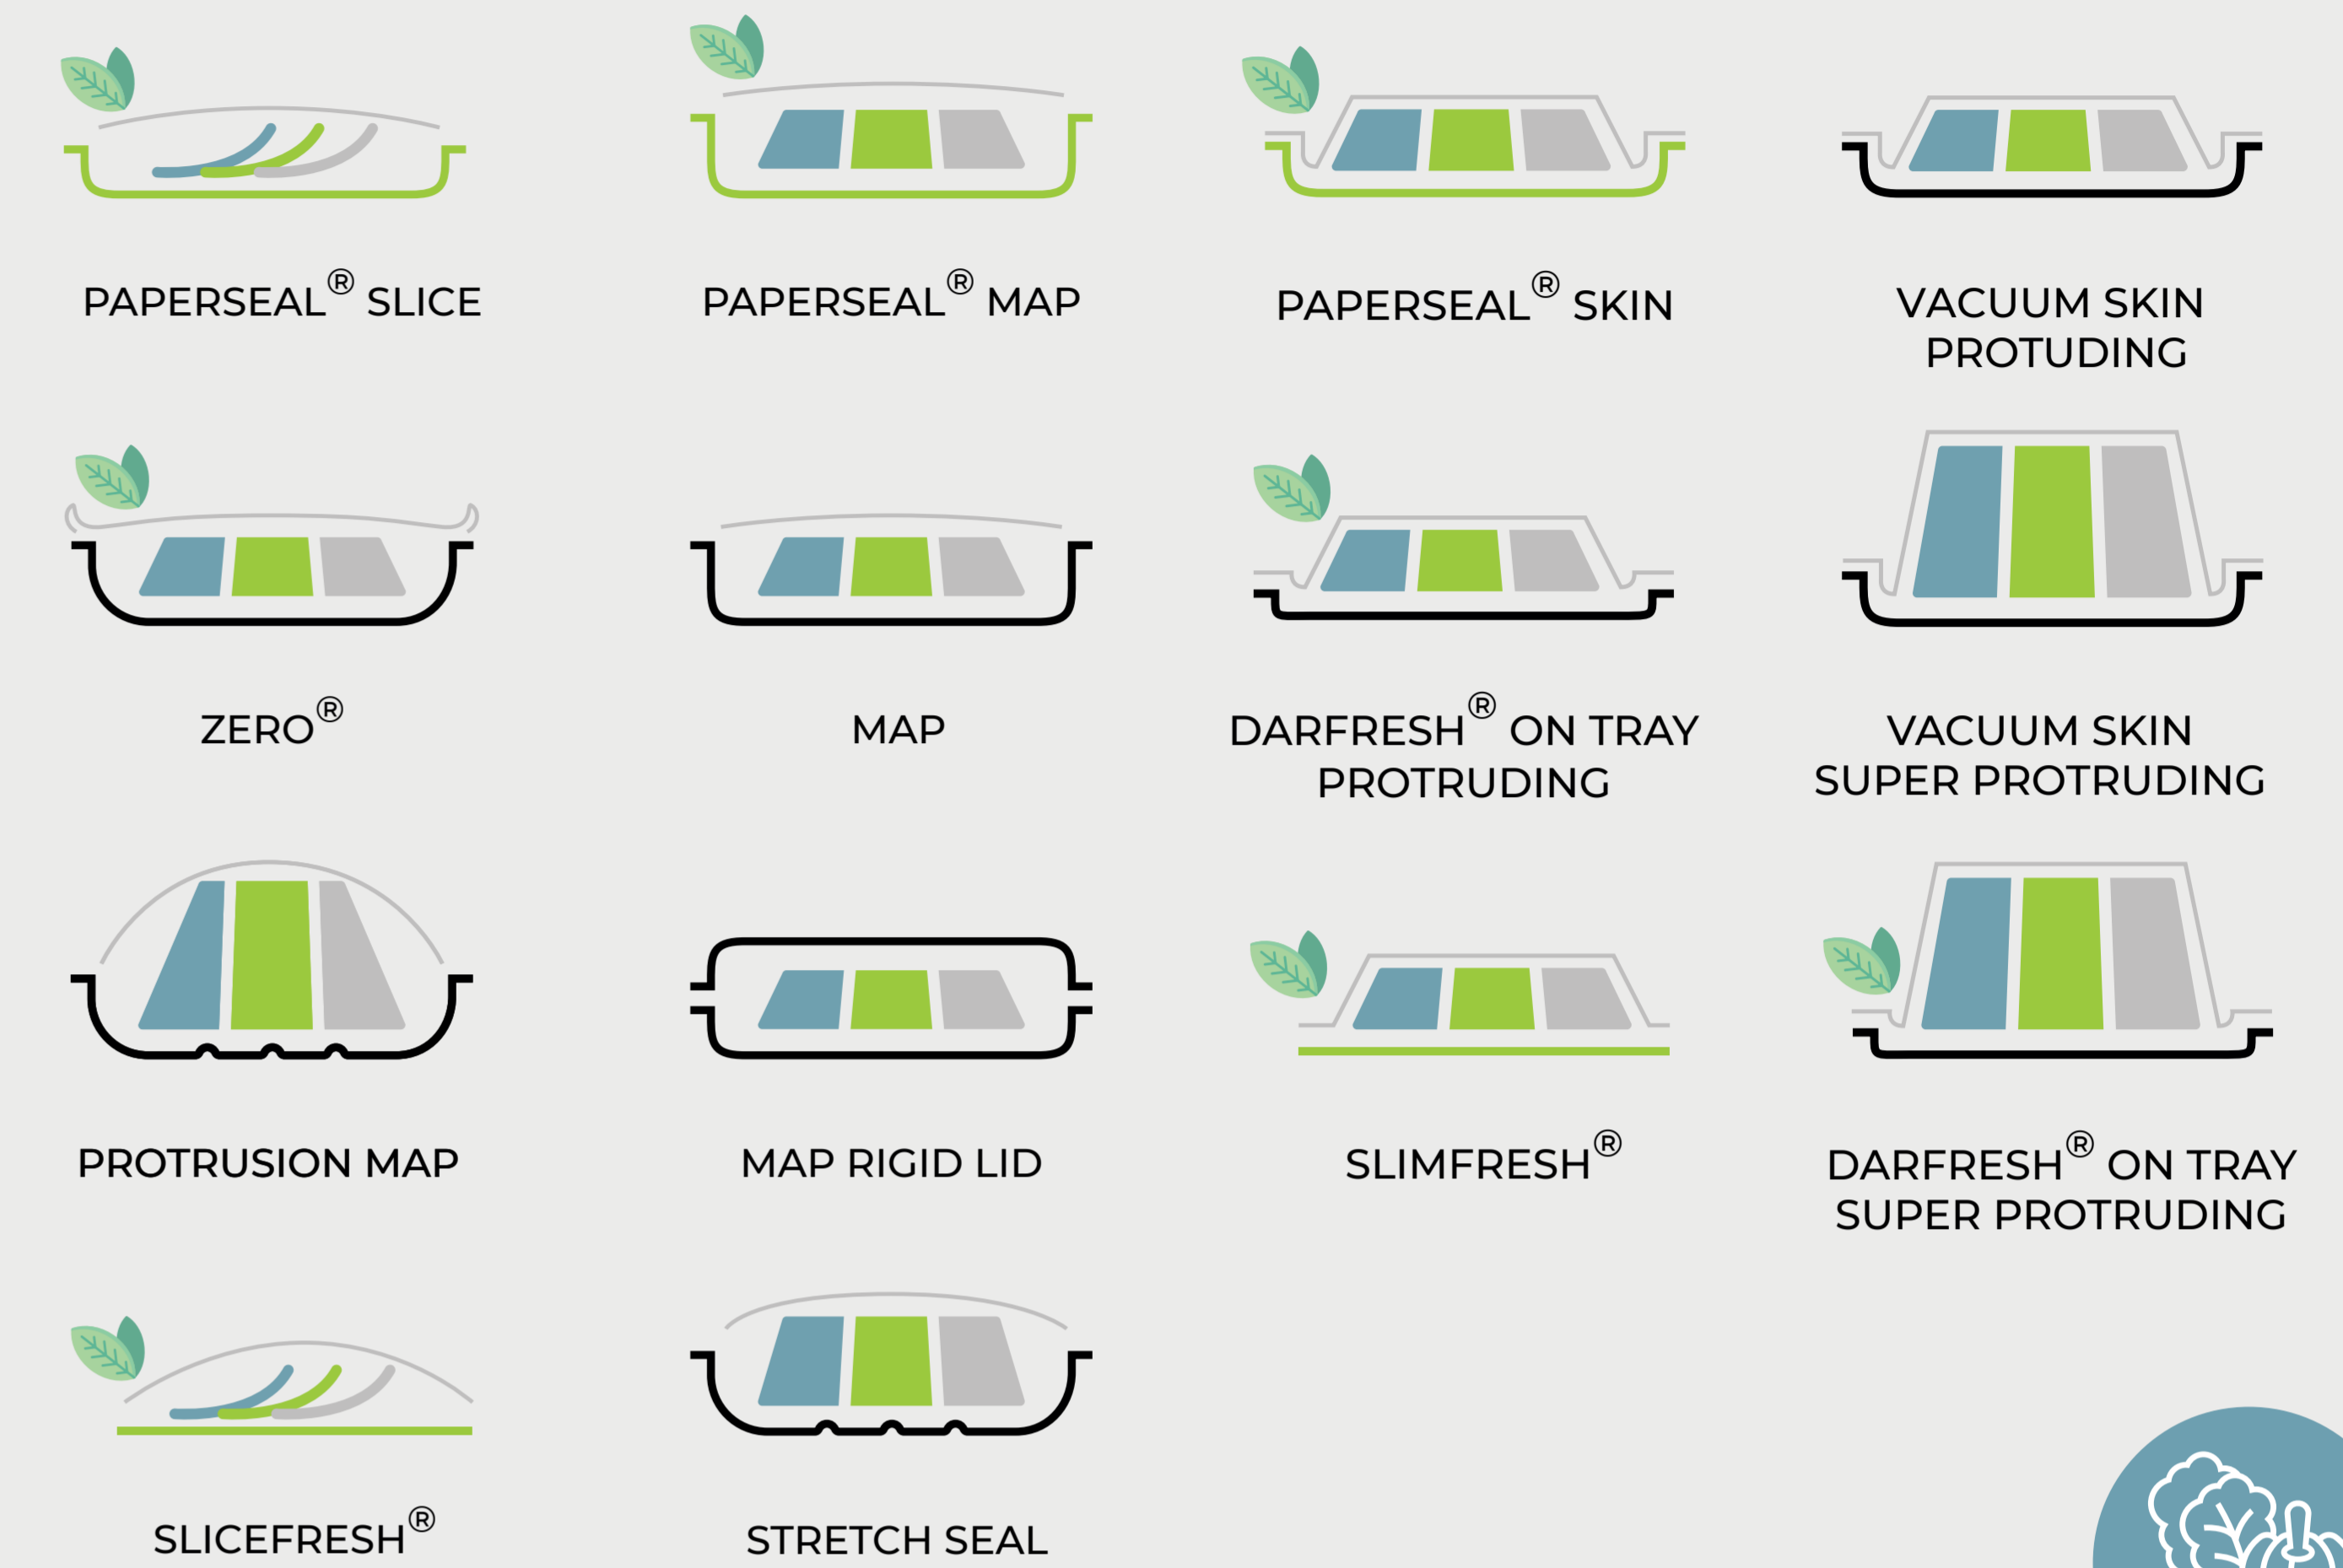 PAPERSEAL® SLICE
PAPERSEAL® MAP
PAPERSEAL® SKIN
VACUUM SKIN
PROTUDING
ZERO®
MAP
DARFRESH® ON TRAY
PROTRUDING
VACUUM SKIN
SUPER PROTRUDING
PROTRUSION MAP
MAP RIGID LID
SLIMFRESH®
DARFRESH® ON TRAY
SUPER PROTRUDING
SLICEFRESH®
STRETCH SEAL